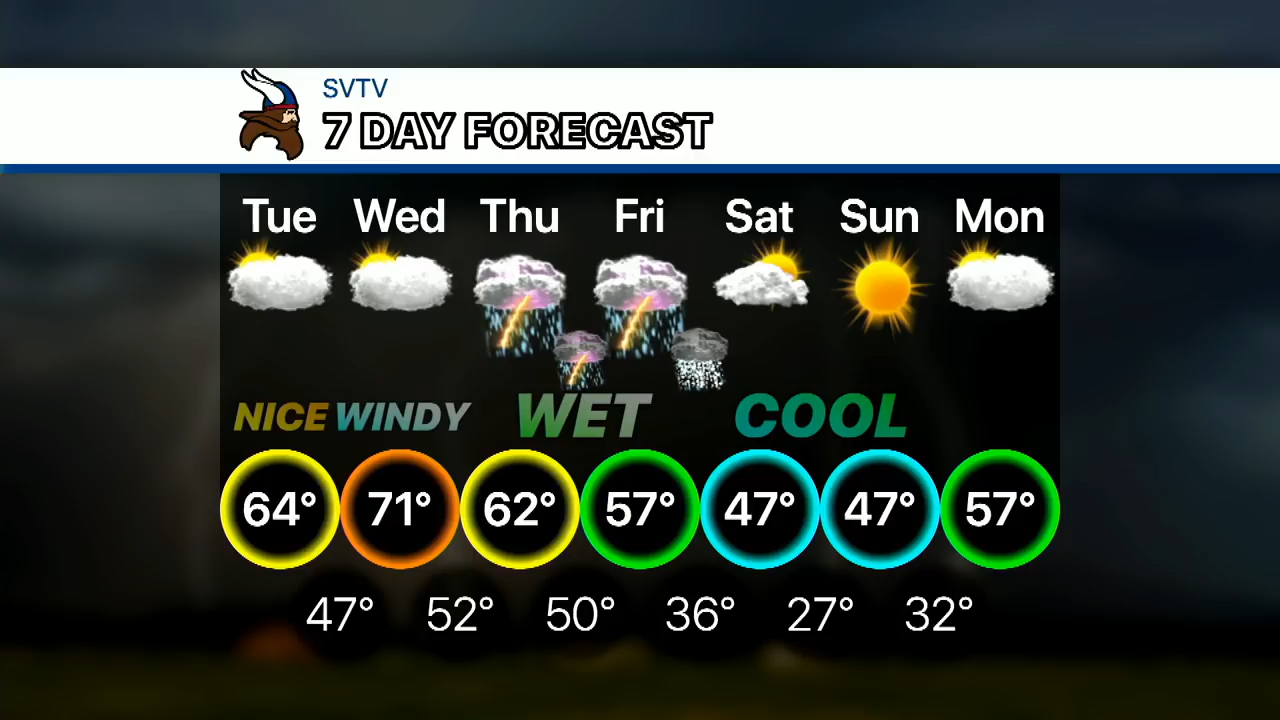 SVTV
7 DAY FORECAST
Tue Wed Thu Fri Sat Sun Mon
NICE WINDY WET COOL
64° 71° 62° 57° 47° 47° 57°
47° 52° 50° 36° 27° 32°